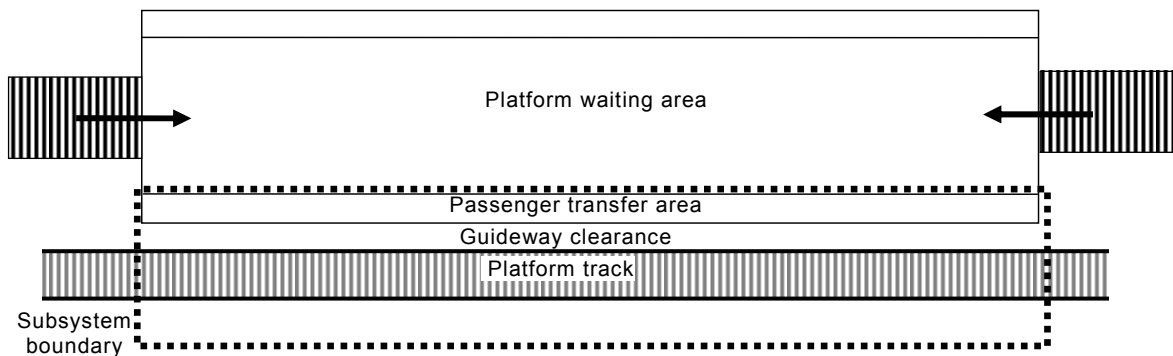 Platform waiting area
Passenger transfer area
Guideway clearance
Platform track
Subsystem
boundary